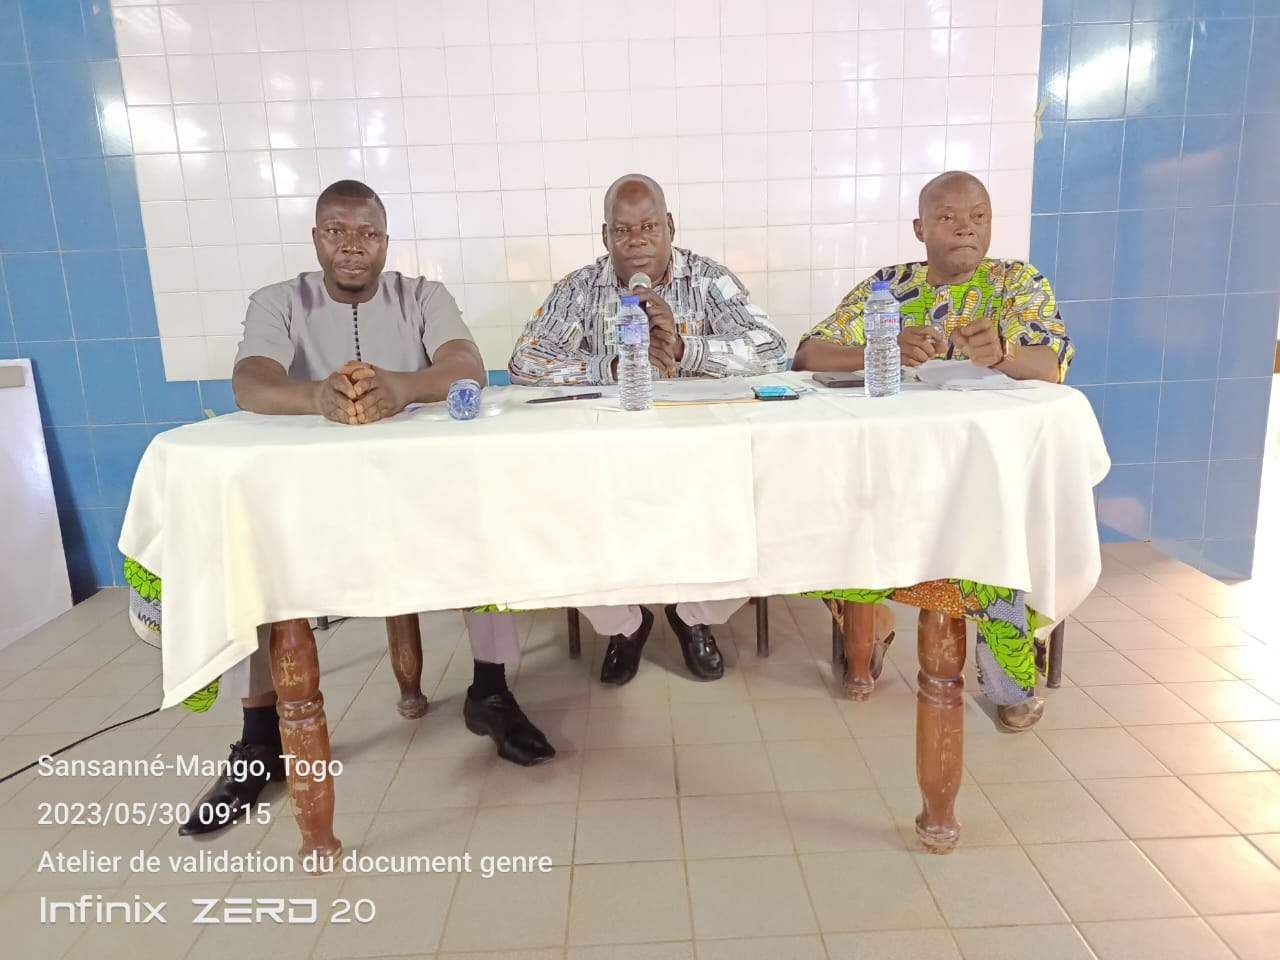 Sansanné-Mango, Togo
2023/05/30 09:15
Atelier de validation du document genre
Infinix ZERO 20